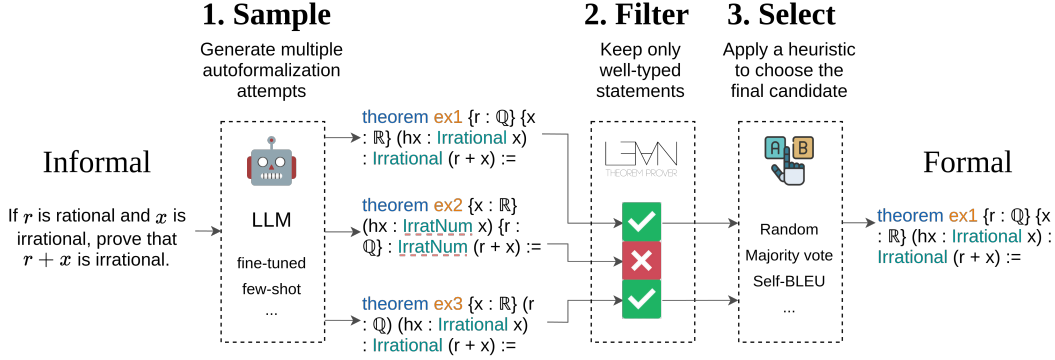 1. Sample
Generate multiple
autoformalization
attempts
2. Filter
Keep only
well-typed
statements
3. Select
Apply a heuristic
to choose the
final candidate
Informal
If r is rational and x is
irrational, prove that
r + x is irrational.
LLM
fine-tuned
few-shot
...
theorem ex1 {r : ℚ} {x
: ℝ} (hx : Irrational x)
: Irrational (r + x) :=
theorem ex2 {x : ℝ}
(hx : IrratNum x) {r :
ℚ} : IrratNum (r + x) :=
theorem ex3 {x : ℝ} (r
: ℚ) (hx : Irrational x)
: Irrational (r + x) :=
L∃∀N
THEOREM PROVER
A B
Random
Majority vote
Self-BLEU
...
Formal
theorem ex1 {r : ℚ} {x
: ℝ} (hx : Irrational x) :
Irrational (r + x) :=